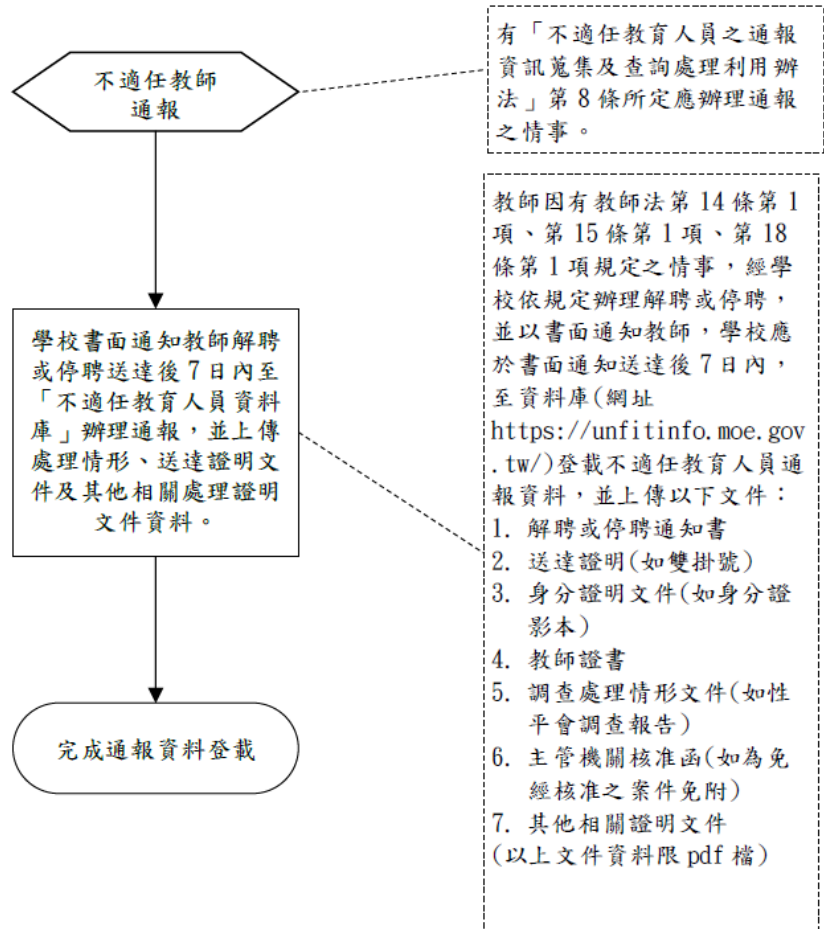 不適任教師
通報
有「不適任教育人員之通報
資訊蒐集及查詢處理利用辦
法」第 8 條所定應辦理通報
之情事。
學校書面通知教師解聘
或停聘送達後 7 日內至
「不適任教育人員資料
庫」辦理通報，並上傳
處理情形、送達證明文
件及其他相關處理證明
文件資料。
教師因有教師法第 14 條第 1
項、第 15 條第 1 項、第 18
條第 1 項規定之情事，經學
校依規定辦理解聘或停聘，
並以書面通知教師，學校應
於書面通知送達後 7 日內，
至資料庫(網址
https://unfitinfo.moe.gov
.tw/)登載不適任教育人員通
報資料，並上傳以下文件：
1. 解聘或停聘通知書
2. 送達證明(如雙掛號)
3. 身分證明文件(如身分證
影本)
4. 教師證書
5. 調查處理情形文件(如性
平會調查報告)
6. 主管機關核准函(如為免
經核准之案件免附)
7. 其他相關證明文件
(以上文件資料限 pdf 檔)
完成通報資料登載